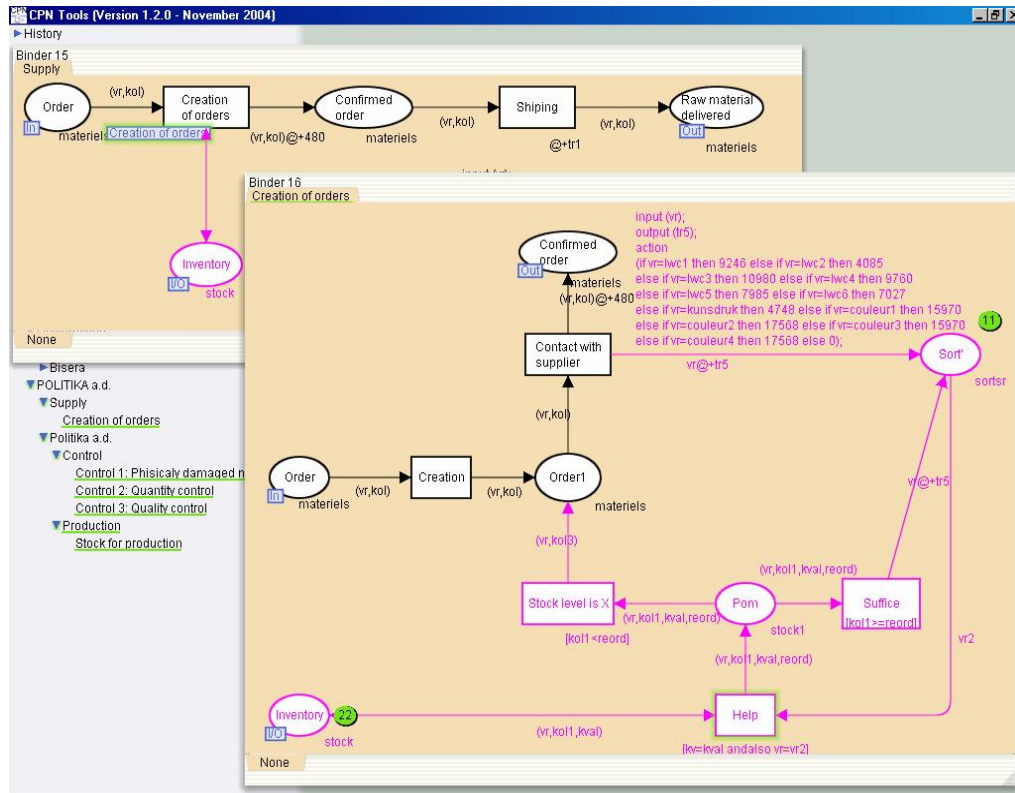 CPN Tools (Version 1.2.0 - November 2004)
History
Binder 15
Supply
Order
In
materiels
(vr,kol)
Creation
of orders
Creation of orders
(vr,kol)@+480
Confirmed
order
materiels
(vr,kol)
Shiping
@+tr1
(vr,kol)
Raw material
delivered
Out
materiels
Inventory
I/O
stock
None
Bisera
POLITIKA a.d.
Supply
Creation of orders
Politika a.d.
Control
Control 1: Phisicaly damaged
Control 2: Quantity control
Control 3: Quality control
Production
Stock for production
Binder 16
Creation of orders
input (vr);
output (tr5);
action
(if vr=lwc1 then 9246 else if vr=lwc2 then 4085
else if vr=lwc3 then 10980 else if vr=lwc4 then 9760
else if vr=lwc5 then 7985 else if vr=lwc6 then 7027
else if vr=kunsdruk then 4748 else if vr=couleur1 then 15970
else if vr=couleur2 then 17568 else if vr=couleur3 then 15970
else if vr=couleur4 then 17568 else 0);
Confirmed
order
Out
materiels
(vr,kol)@+480
Contact with
supplier
vr@+tr5
11
Sort'
sortsr
(vr,kol)
Order
In
materiels
(vr,kol)
Creation
(vr,kol)
Order1
materiels
vr@+tr5
(vr,kol3)
(vr,kol1,kval,reord)
Stock level is X
[kol1<reord]
(vr,kol1,kval,reord)
Pom
stock1
Suffice
[kol1>=reord]
vr2
(vr,kol1,kval,reord)
Inventory
I/O
22
stock
(vr,kol1,kval)
Help
[kv=kval andalso vr=vr2]
None